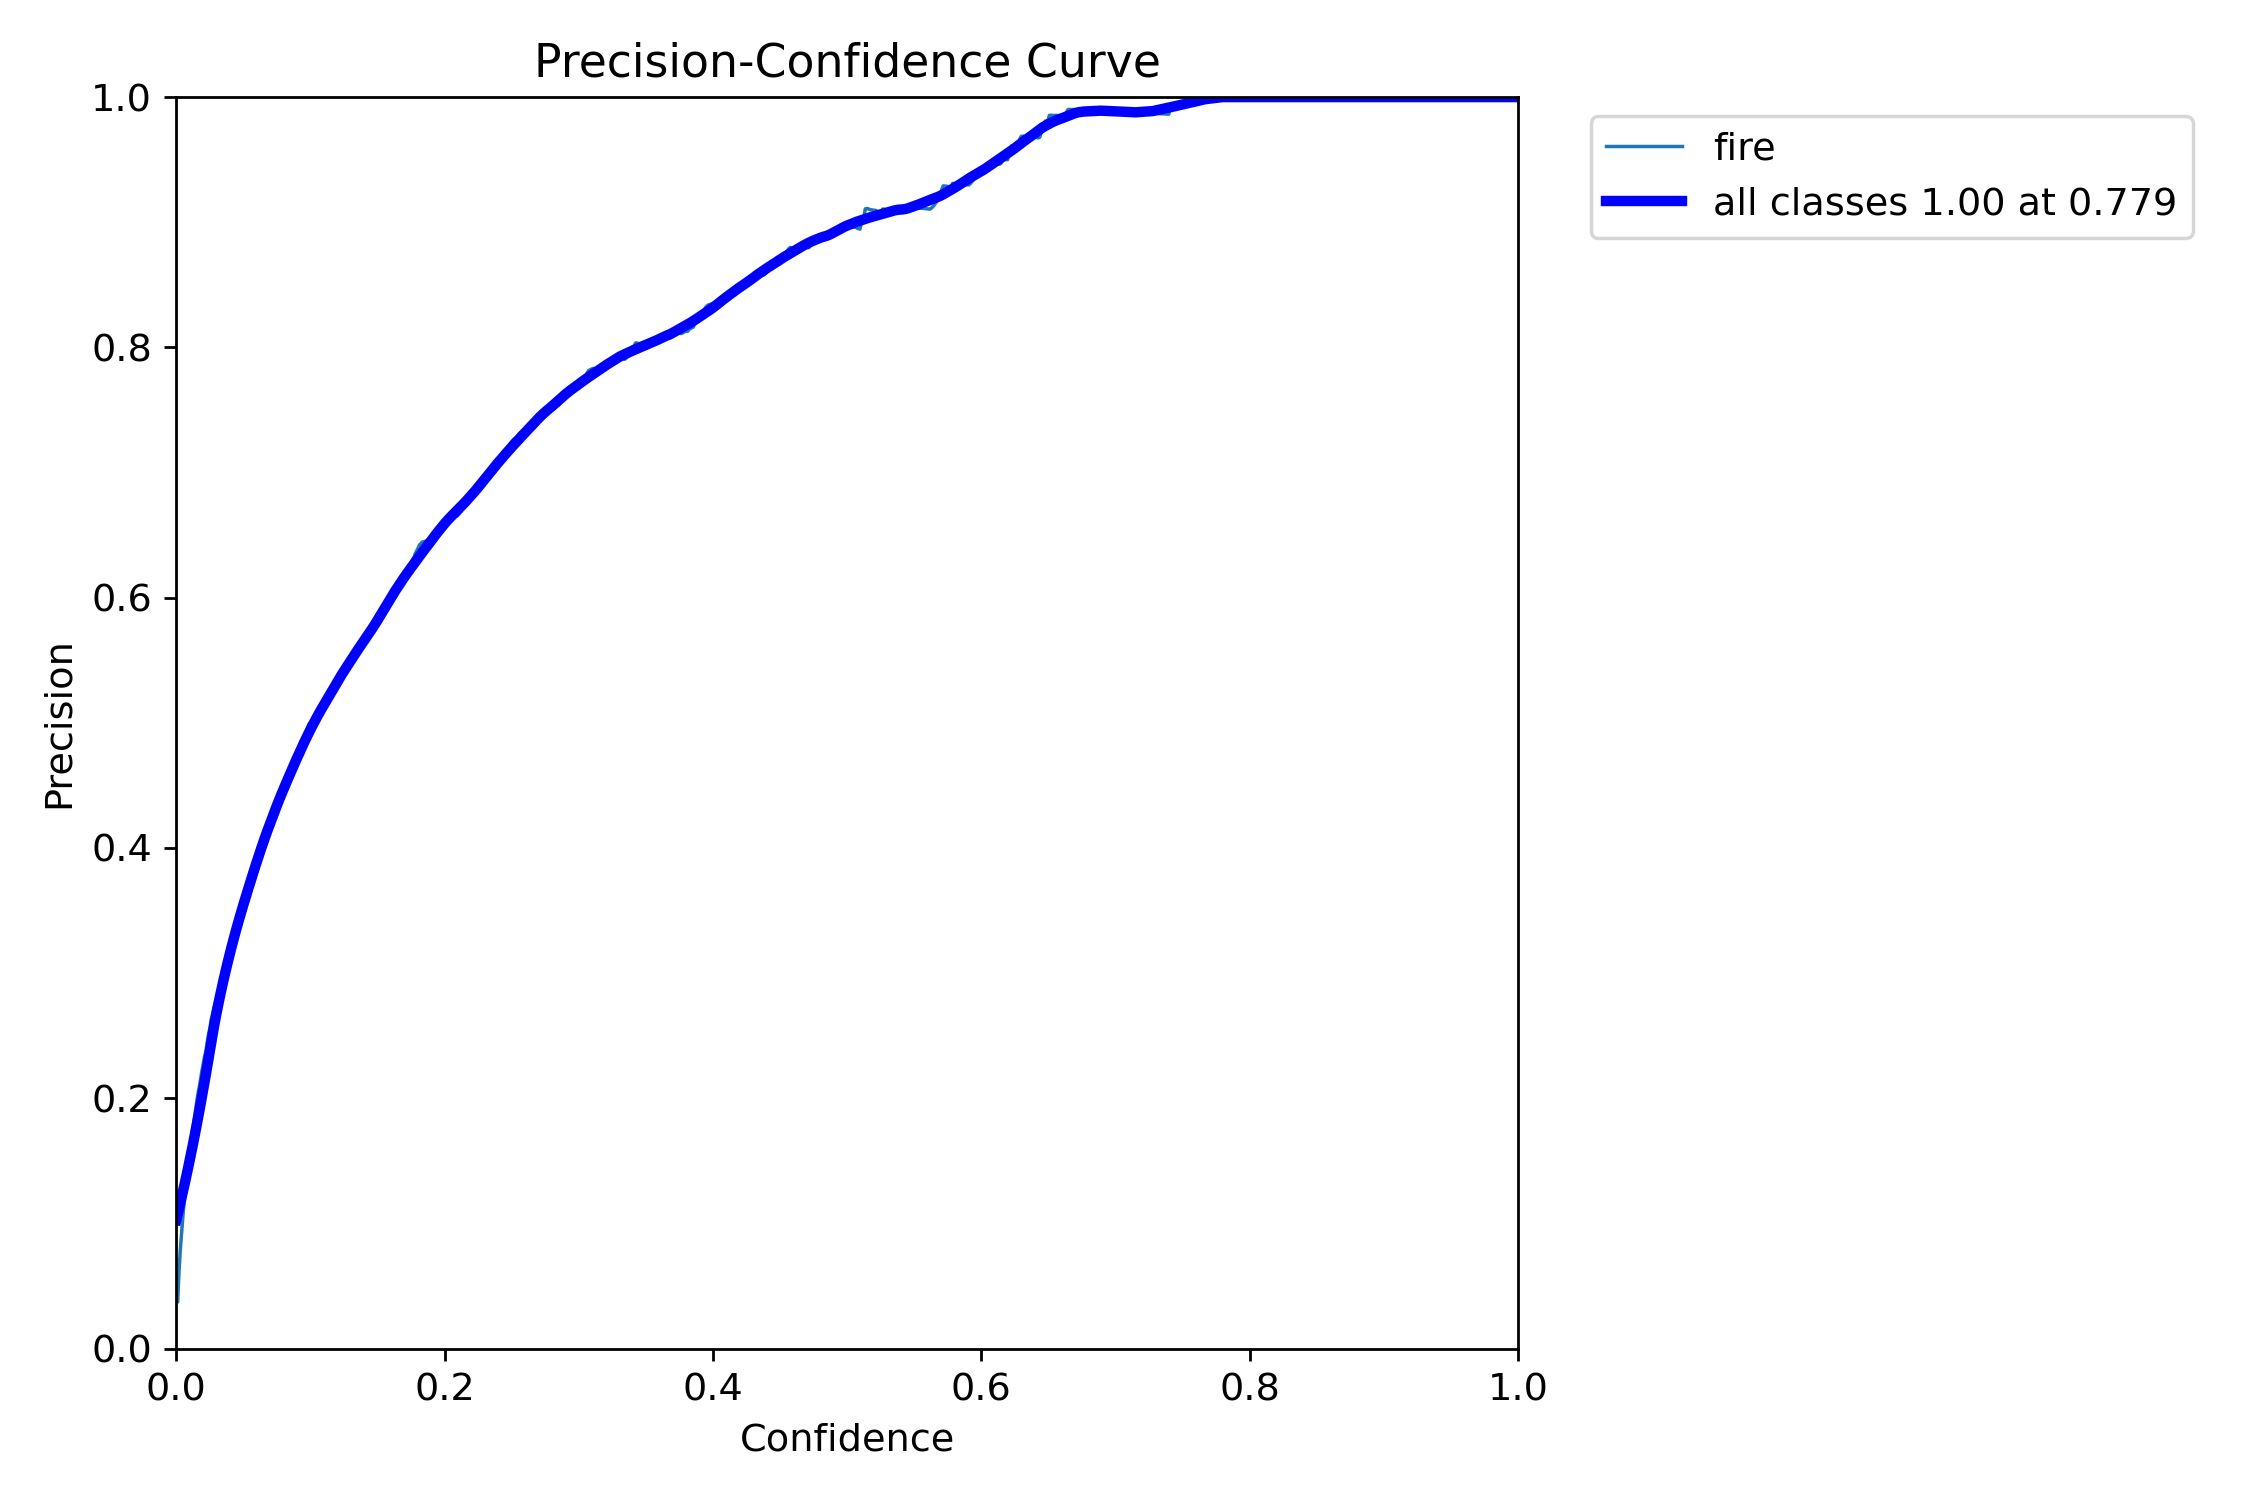 Precision-Confidence Curve
1.0
0.8
0.6
0.4
0.2
0.0
Precision
0.0 0.2 0.4 0.6 0.8 1.0
Confidence
fire
all classes 1.00 at 0.779